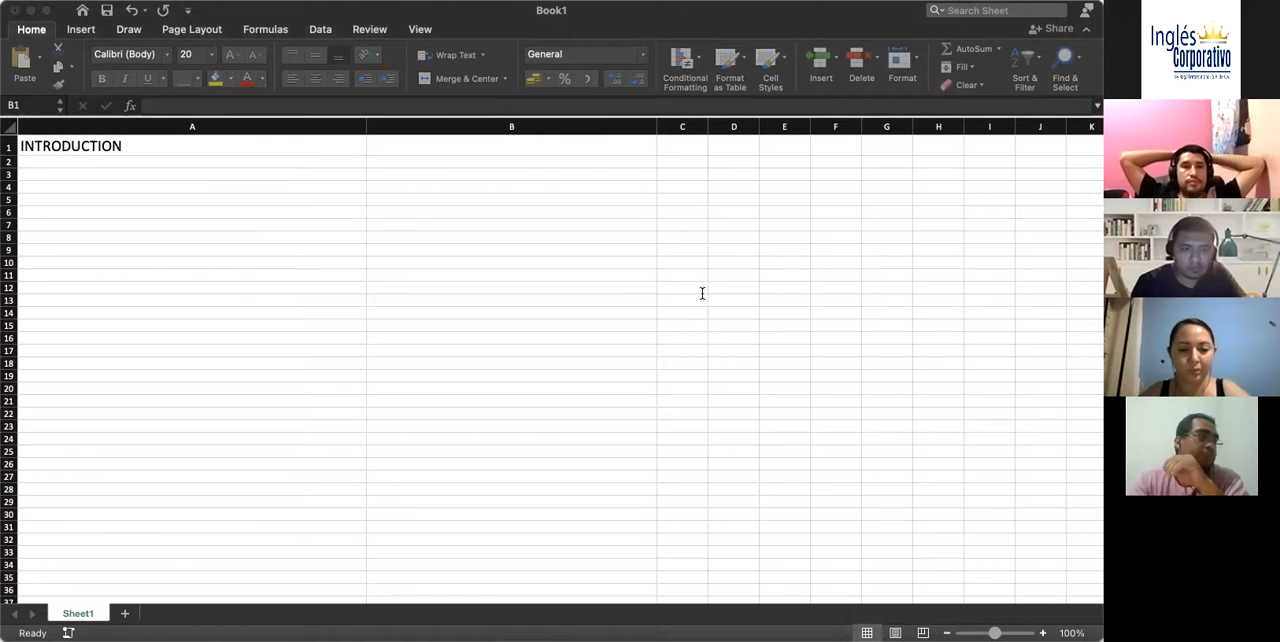 Book1
Search Sheet
Home Insert Draw Page Layout Formulas Data Review View
Share
Paste
Calibri (Body) 20
B I U
Wrap Text
Merge & Center
General
Conditional Formatting
Format as Table
Cell Styles
Insert
Delete
Format
AutoSum
Fill
Clear
Sort & Filter
Find & Select
B1
fx
A B C D E F G H I J K
1 INTRODUCTION
2
3
4
5
6
7
8
9
10
11
12
13
14
15
16
17
18
19
20
21
22
23
24
25
26
27
28
29
30
31
32
33
34
35
36
37
Sheet1
Ready
100%
Inglés
Corporativo